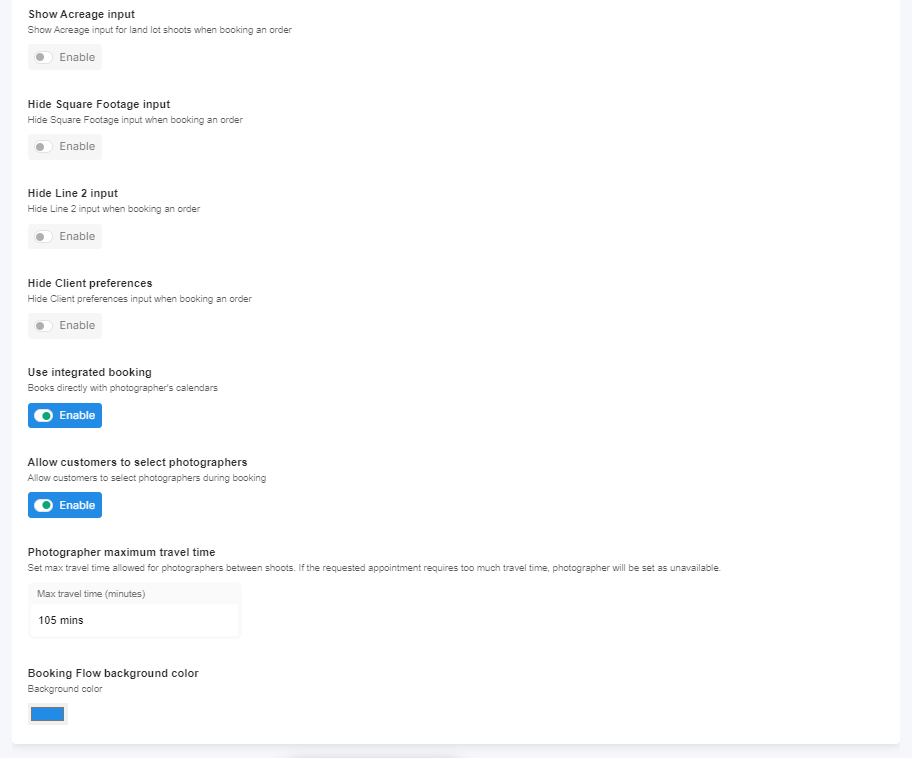 Show Acreage input
Show Acreage input for land lot shoots when booking an order
Enable
Hide Square Footage input
Hide Square Footage input when booking an order
Enable
Hide Line 2 input
Hide Line 2 input when booking an order
Enable
Hide Client preferences
Hide Client preferences input when booking an order
Enable
Use integrated booking
Books directly with photographer's calendars
Enable
Allow customers to select photographers
Allow customers to select photographers during booking
Enable
Photographer maximum travel time
Set max travel time allowed for photographers between shoots. If the requested appointment requires too much travel time, photographer will be set as unavailable.
Max travel time (minutes)
105 mins
Booking Flow background color
Background color